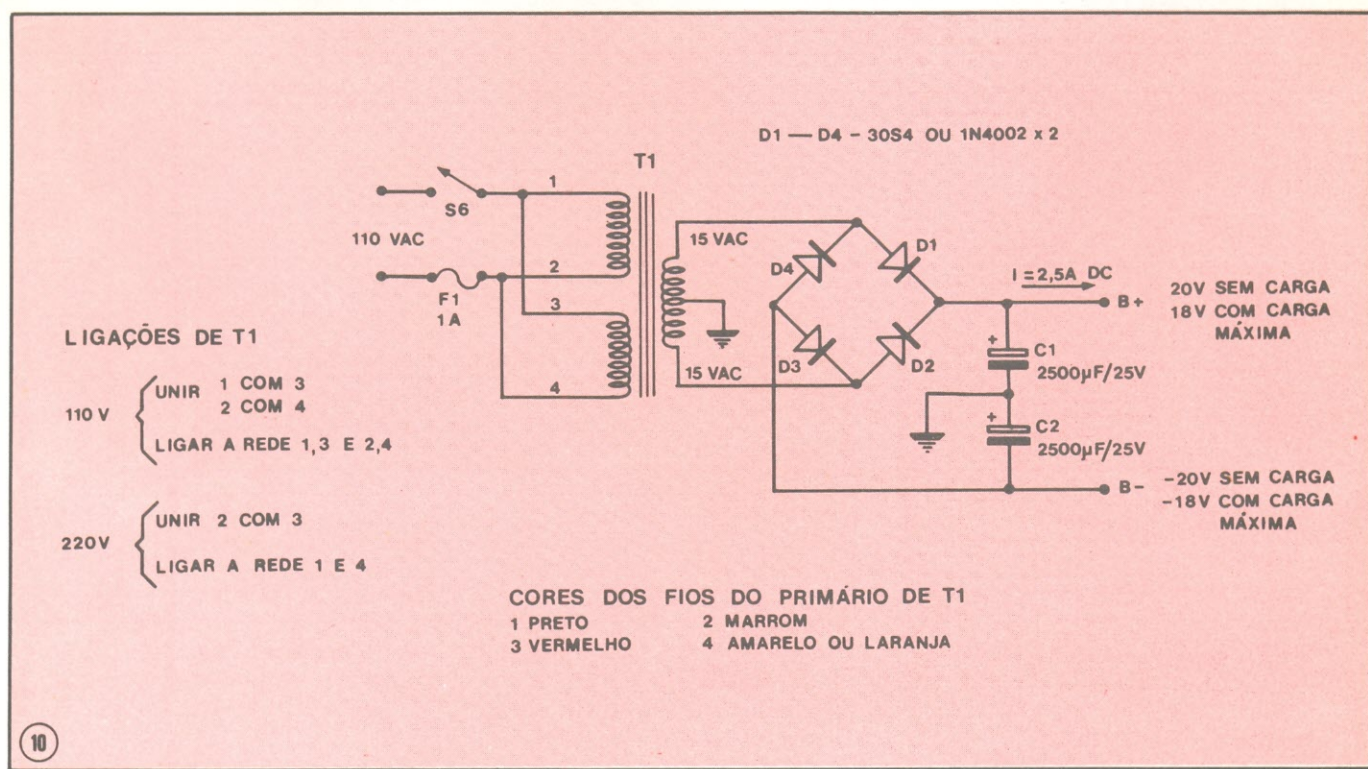 D1 — D4 - 30S4 OU 1N4002 x 2
T1
1
S6
110 VAC
2
F1
1A
3
4
15 VAC
15 VAC
D4
D1
D3
D2
I = 2,5A DC
B+
20V SEM CARGA
18V COM CARGA
MÁXIMA
+
C1
2500µF/25V
+
C2
2500µF/25V
B-
-20V SEM CARGA
-18V COM CARGA
MÁXIMA
LIGAÇÕES DE T1
110 V
UNIR 1 COM 3
2 COM 4
LIGAR A REDE 1,3 E 2,4
220V
UNIR 2 COM 3
LIGAR A REDE 1 E 4
CORES DOS FIOS DO PRIMÁRIO DE T1
1 PRETO 2 MARROM
3 VERMELHO 4 AMARELO OU LARANJA
10